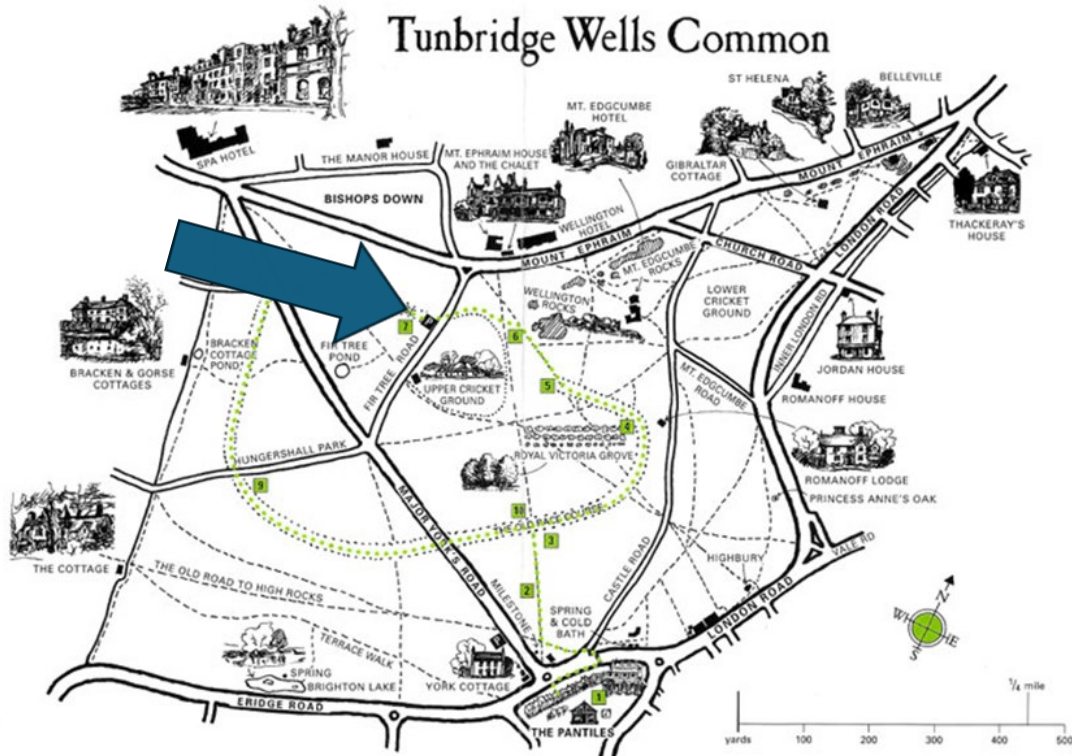 Tunbridge Wells Common
ST HELENA
BELLEVILLE
MT. EDGCUMBE
HOTEL
SPA HOTEL
THE MANOR HOUSE
MT. EPHRAIM HOUSE
AND THE CHALET
GIBRALTAR
COTTAGE
MOUNT EPHRAIM
LONDON ROAD
THACKERAY'S
HOUSE
BISHOPS DOWN
WELLINGTON
HOTEL
MOUNT EPHRAIM
CHURCH ROAD
MT. EDGCUMBE
ROCKS
WELLINGTON
ROCKS
LOWER
CRICKET
GROUND
INNER LONDON RD
7
P
6
BRACKEN
COTTAGE
POND
FIR TREE
POND
FIR TREE ROAD
BRACKEN & GORSE
COTTAGES
UPPER CRICKET
GROUND
5
MT. EDGCUMBE
ROAD
JORDAN HOUSE
ROMANOFF HOUSE
4
HUNGERSHALL PARK
ROYAL VICTORIA GROVE
ROMANOFF LODGE
9
PRINCESS ANNE'S OAK
MAJOR YORK'S ROAD
10
THE OLD RACE COURSE
3
THE COTTAGE
THE OLD ROAD TO HIGH
ROCKS
HIGHBURY
VALE RD
2
MILESTONE
CASTLE ROAD
SPRING
& COLD
BATH
LONDON ROAD
N
W
E
S
TERRACE WALK
SPRING
BRIGHTON LAKE
YORK COTTAGE
ERIDGE ROAD
1
THE PANTILES
¼ mile
yards 100 200 300 400 500